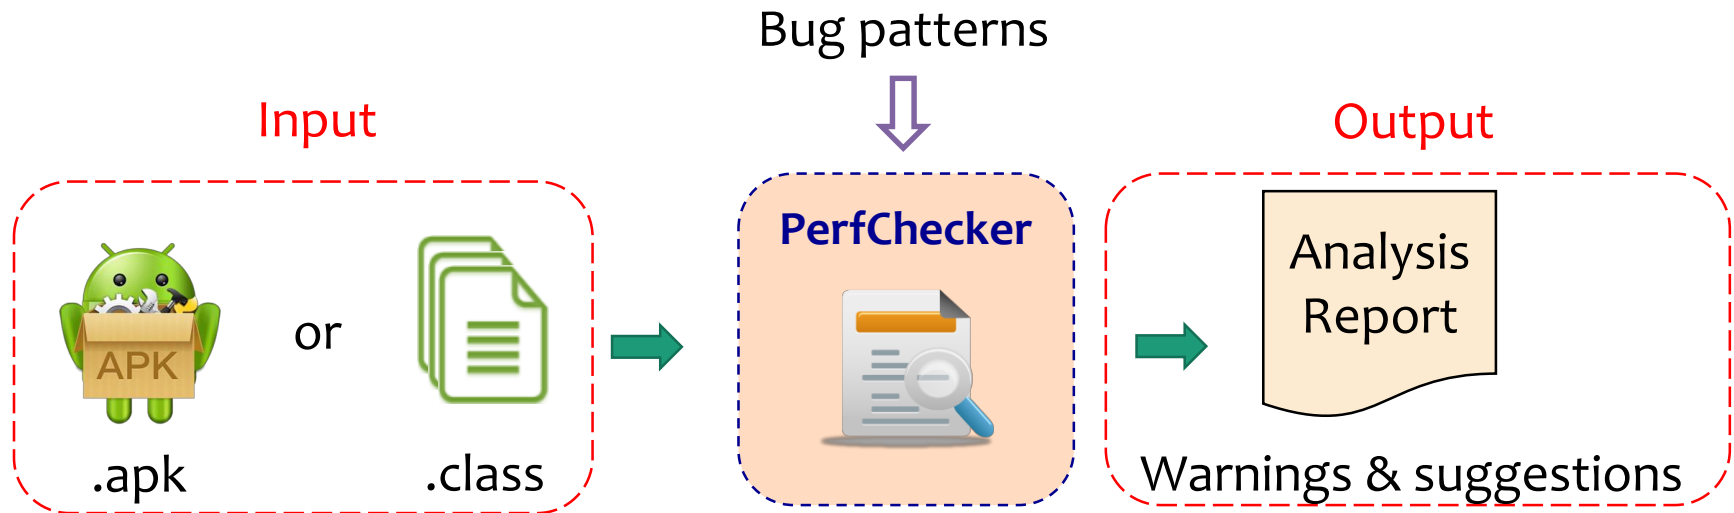 Bug patterns
Input
Output
PerfChecker
Analysis
Report
APK
or
.apk
.class
Warnings & suggestions